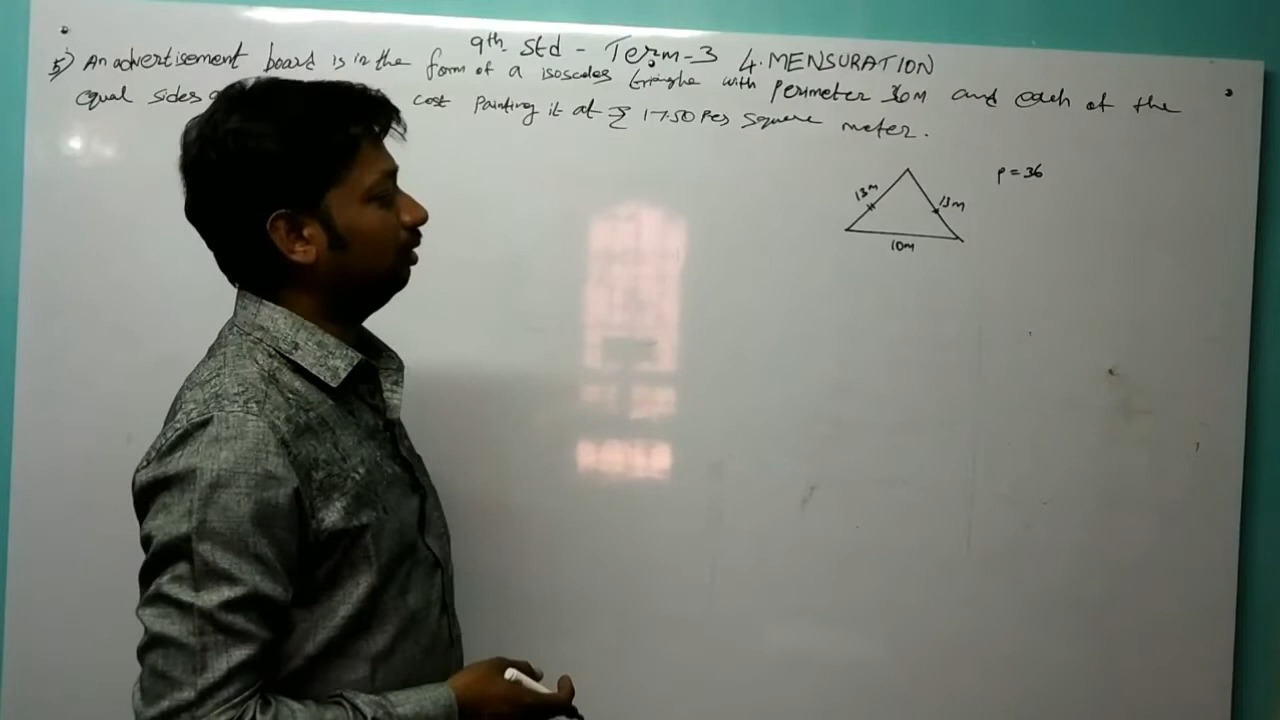 9th Std - Term-3 4. MENSURATION
5) An advertisement board is in the form of a isosceles triangle with perimeter 36m and each of the
equal sides cost Painting it at ₹ 17.50 Per square meter.
13m
13m
10m
P = 36